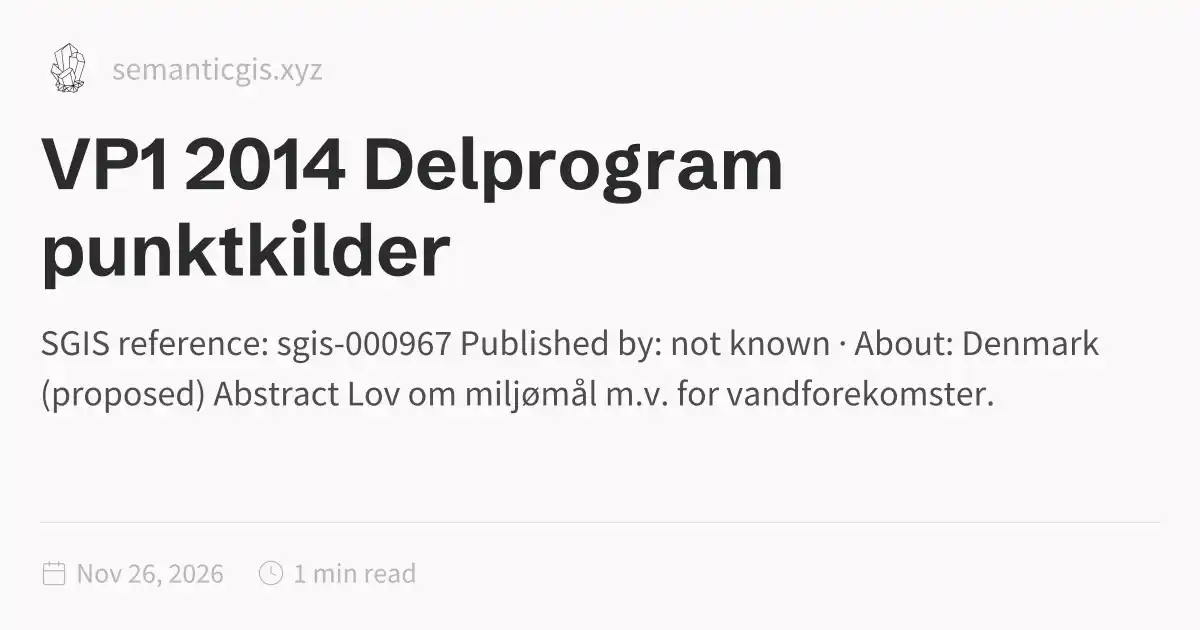 semanticgis.xyz
VP1 2014 Delprogram
punktkilder
SGIS reference: sgis-000967 Published by: not known · About: Denmark
(proposed) Abstract Lov om miljømål m.v. for vandforekomster.
Nov 26, 2026 1 min read